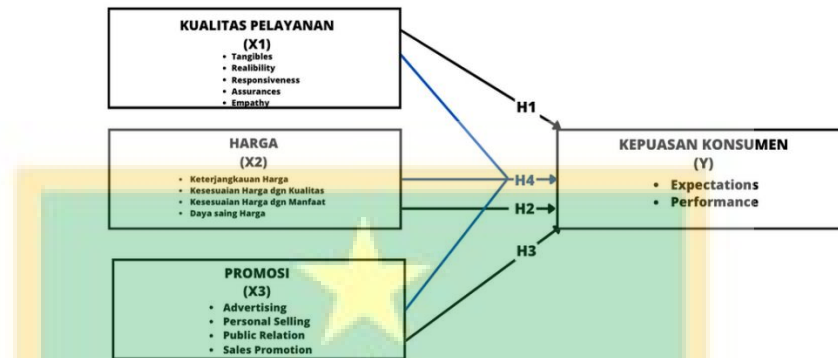 KUALITAS PELAYANAN
(X1)
• Tangibles
• Realibility
• Responsiveness
• Assurances
• Empathy
H1
HARGA
(X2)
• Keterjangkauan Harga
• Kesesuaian Harga dgn Kualitas
• Kesesuaian Harga dgn Manfaat
• Daya saing Harga
H4
H2
KEPUASAN KONSUMEN
(Y)
• Expectations
• Performance
H3
PROMOSI
(X3)
• Advertising
• Personal Selling
• Public Relation
• Sales Promotion